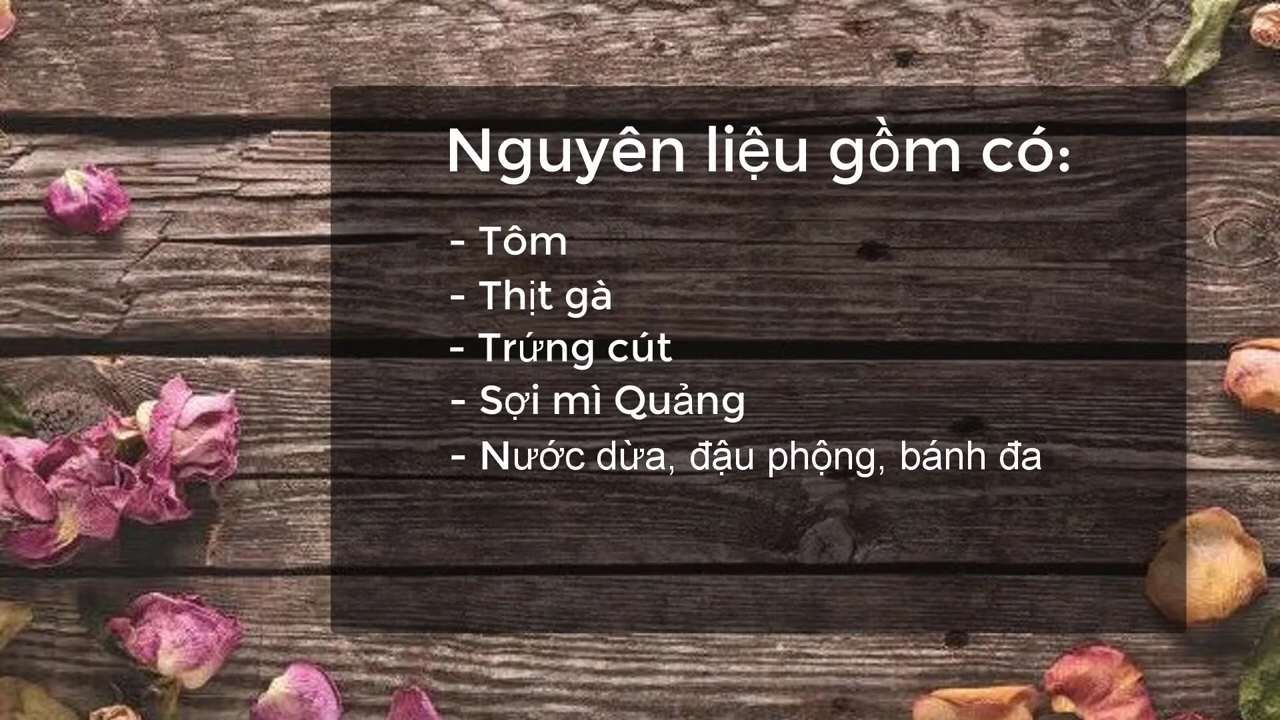 Nguyên liệu gồm có:
- Tôm
- Thịt gà
- Trứng cút
- Sợi mì Quảng
- Nước dừa, đậu phộng, bánh đa